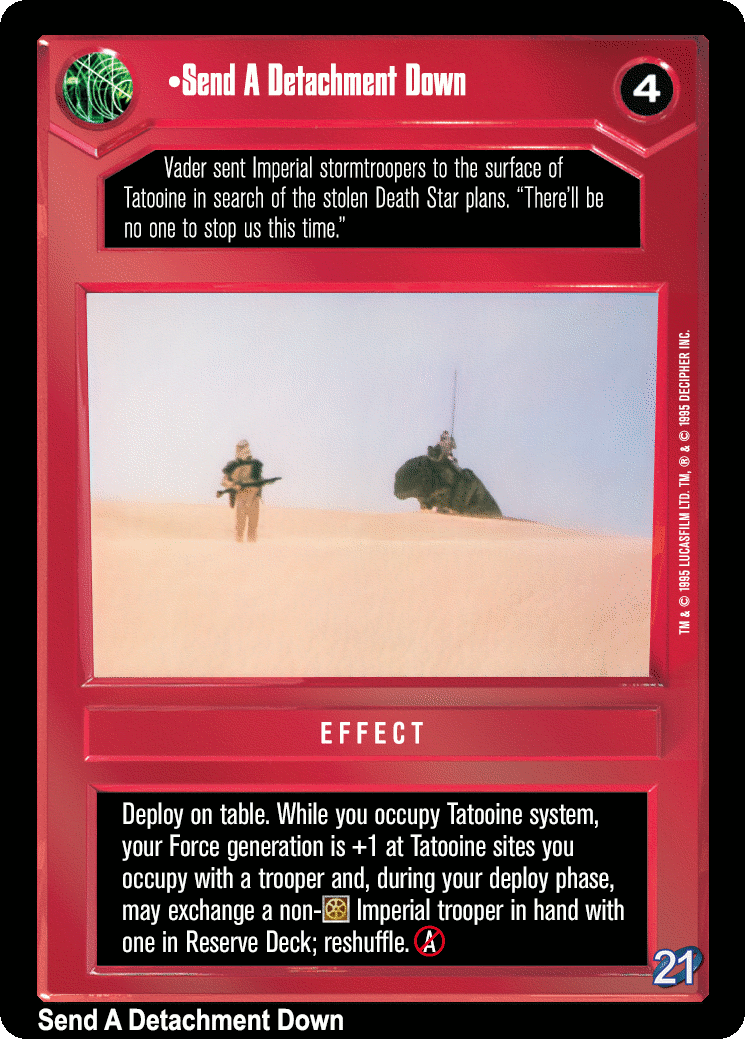 •Send A Detachment Down
4
Vader sent Imperial stormtroopers to the surface of
Tatooine in search of the stolen Death Star plans. “There’ll be
no one to stop us this time.”
TM & © 1995 LUCASFILM LTD. TM, ® & © 1995 DECIPHER INC.
EFFECT
Deploy on table. While you occupy Tatooine system,
your Force generation is +1 at Tatooine sites you
occupy with a trooper and, during your deploy phase,
may exchange a non- Imperial trooper in hand with
one in Reserve Deck; reshuffle. A
21
Send A Detachment Down